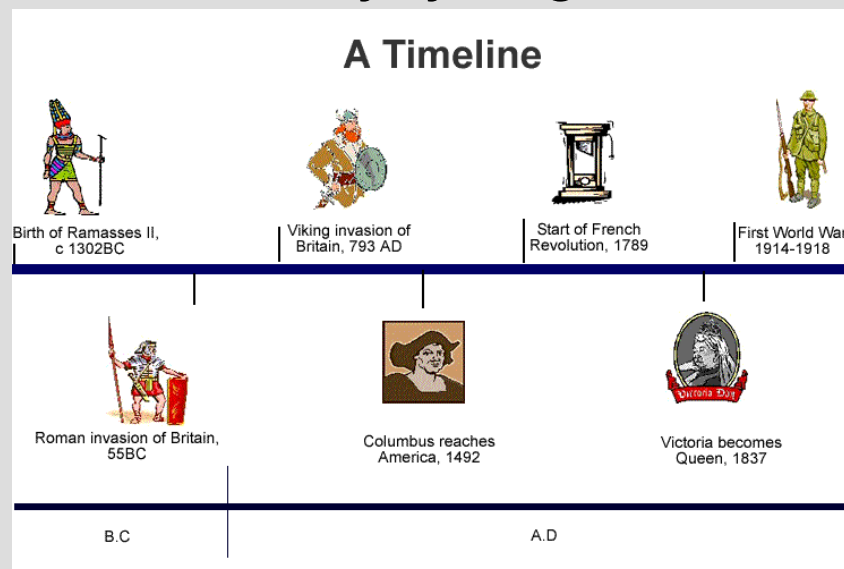 A Timeline
Birth of Ramasses II,
c 1302BC
Viking invasion of
Britain, 793 AD
Start of French
Revolution, 1789
First World War
1914-1918
Roman invasion of Britain,
55BC
Columbus reaches
America, 1492
Victoria Day
Victoria becomes
Queen, 1837
B.C
A.D